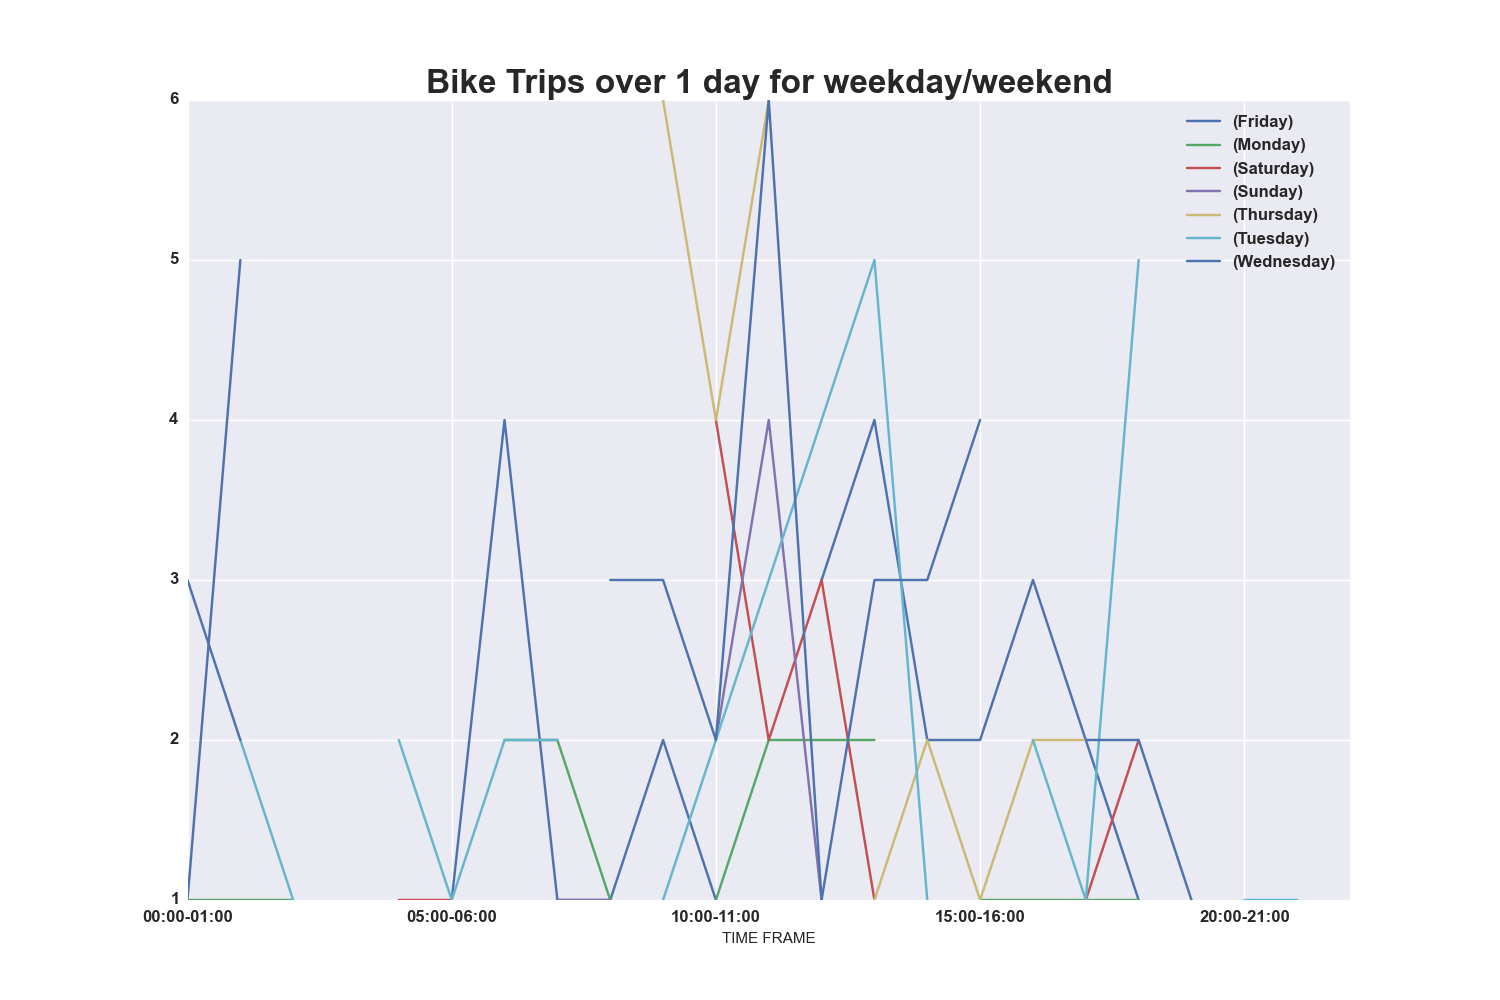 Bike Trips over 1 day for weekday/weekend
6
5
4
3
2
1
(Friday)
(Monday)
(Saturday)
(Sunday)
(Thursday)
(Tuesday)
(Wednesday)
00:00-01:00 05:00-06:00 10:00-11:00 15:00-16:00 20:00-21:00
TIME FRAME